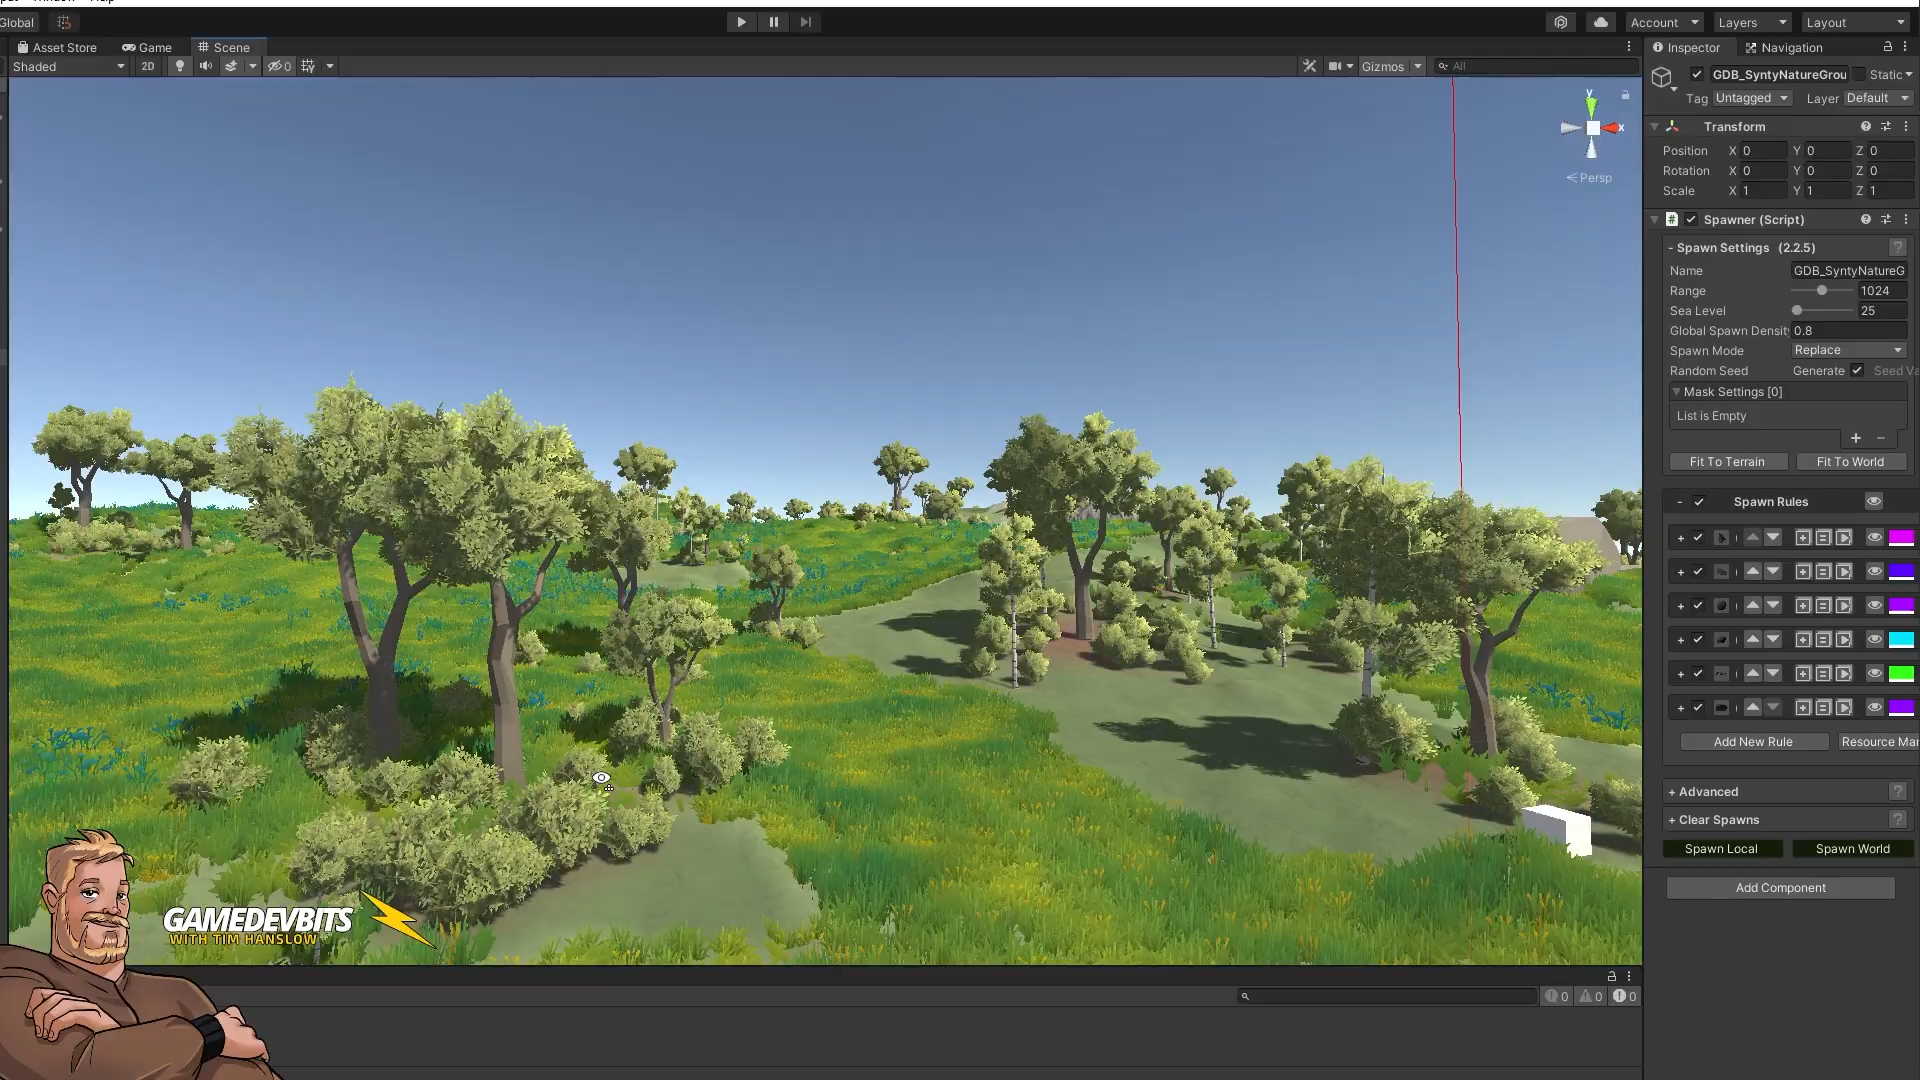 Global
Account
Layers
Layout
Asset Store
Game
Scene
Inspector
Navigation
Shaded
2D
0
Gizmos
All
GDB_SyntyNatureGrou
Static
Tag Untagged
Layer Default
y
x
Persp
Transform
Position X 0 Y 0 Z 0
Rotation X 0 Y 0 Z 0
Scale X 1 Y 1 Z 1
# Spawner (Script)
- Spawn Settings (2.2.5)
?
Name GDB_SyntyNatureG
Range 1024
Sea Level 25
Global Spawn Densit 0.8
Spawn Mode Replace
Random Seed Generate Seed Va
Mask Settings [0]
List is Empty
+ -
Fit To Terrain Fit To World
- Spawn Rules
+
+
+
+
+
+
Add New Rule Resource Ma
+ Advanced ?
+ Clear Spawns ?
Spawn Local Spawn World
Add Component
GAMEDEVBITS
WITH TIM HANSLOW
0 0 0